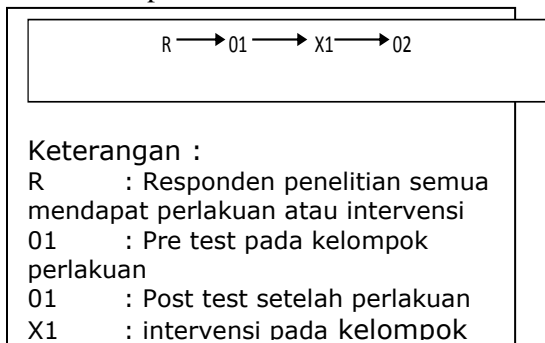 R → 01 → X1 → 02
Keterangan :
R : Responden penelitian semua
mendapat perlakuan atau intervensi
01 : Pre test pada kelompok
perlakuan
01 : Post test setelah perlakuan
X1 : intervensi pada kelompok